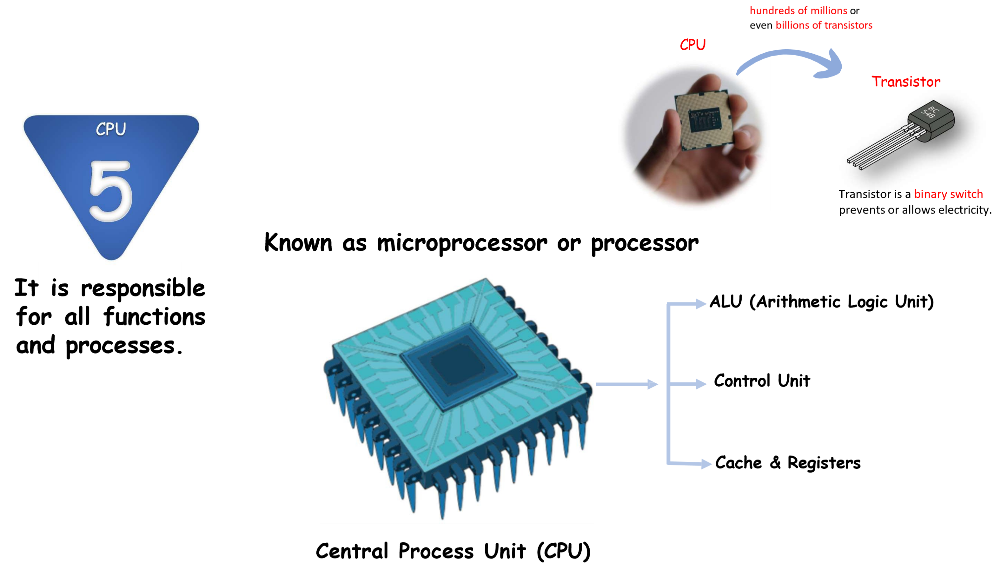 hundreds of millions or
even billions of transistors
CPU
Transistor
BC
548
Transistor is a binary switch
prevents or allows electricity.
CPU
5
It is responsible
for all functions
and processes.
Known as microprocessor or processor
ALU (Arithmetic Logic Unit)
Control Unit
Cache & Registers
Central Process Unit (CPU)